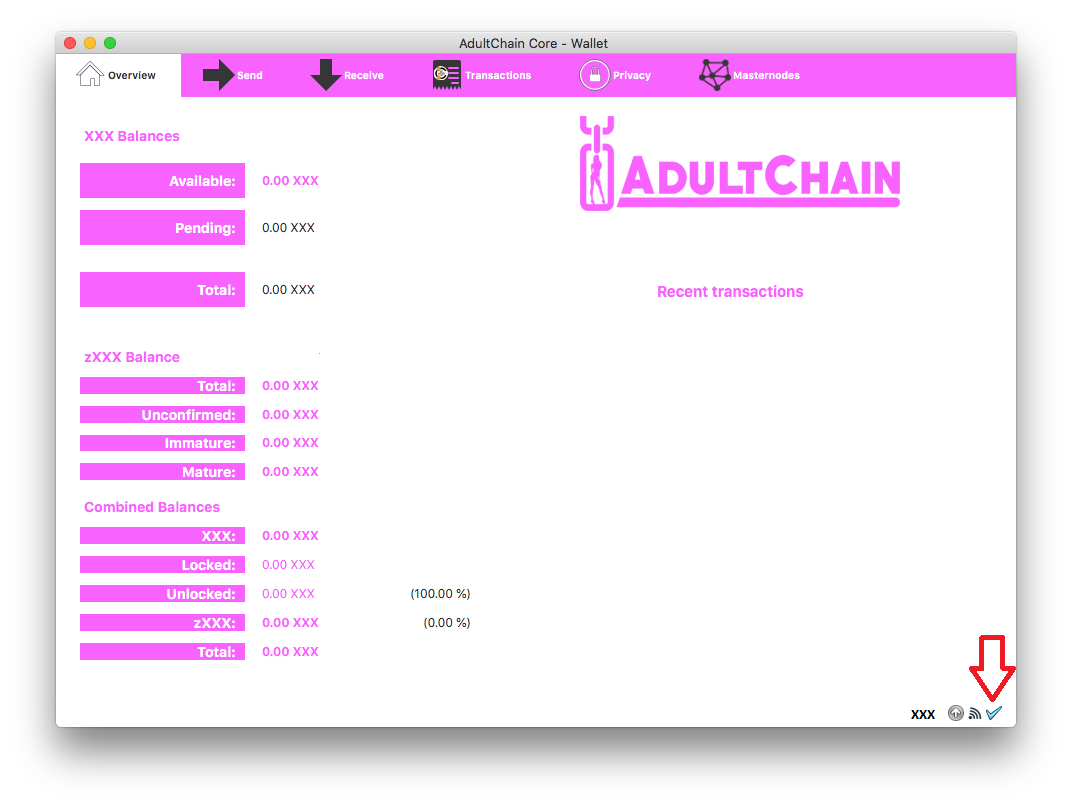 AdultChain Core - Wallet
Overview
Send
Receive
Transactions
Privacy
Masternodes
XXX Balances
Available: 0.00 XXX
Pending: 0.00 XXX
Total: 0.00 XXX
ADULTCHAIN
Recent transactions
zXXX Balance
Total: 0.00 XXX
Unconfirmed: 0.00 XXX
Immature: 0.00 XXX
Mature: 0.00 XXX
Combined Balances
XXX: 0.00 XXX
Locked: 0.00 XXX
Unlocked: 0.00 XXX (100.00 %)
zXXX: 0.00 XXX (0.00 %)
Total: 0.00 XXX
XXX